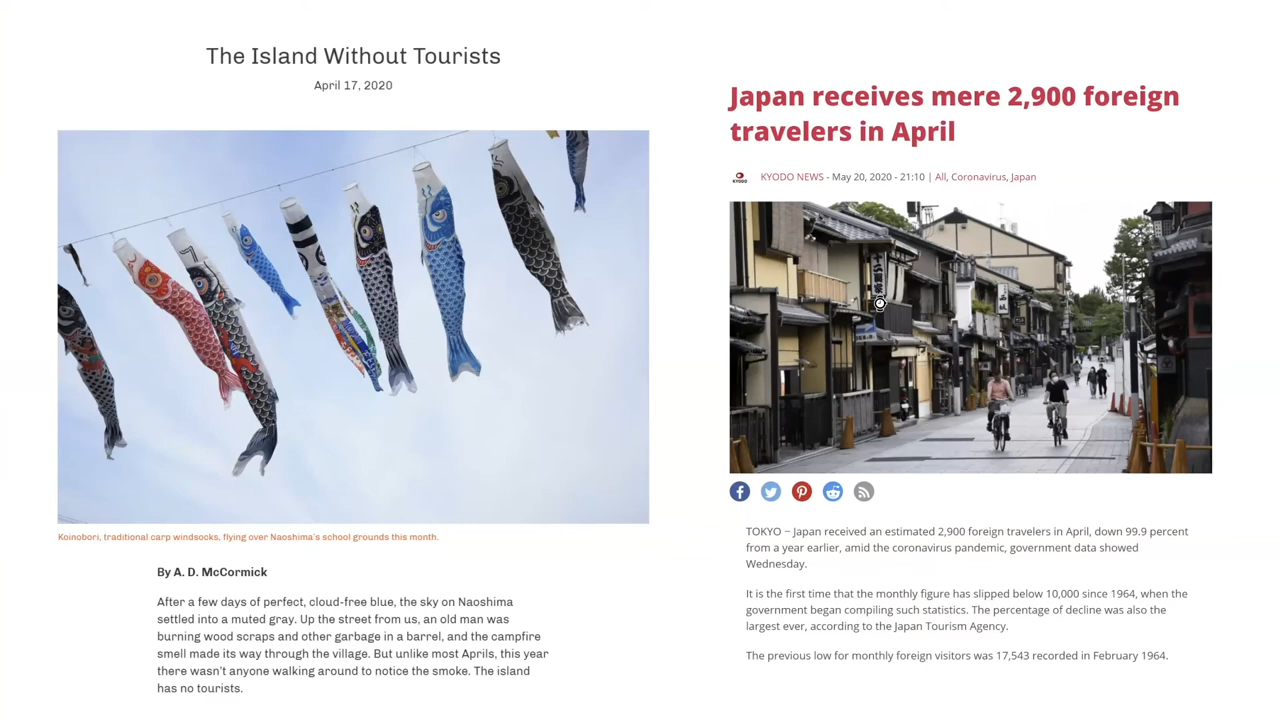 The Island Without Tourists
April 17, 2020
Koinobori, traditional carp windsocks, flying over Naoshima's school grounds this month.
By A. D. McCormick
After a few days of perfect, cloud-free blue, the sky on Naoshima
settled into a muted gray. Up the street from us, an old man was
burning wood scraps and other garbage in a barrel, and the campfire
smell made its way through the village. But unlike most Aprils, this year
there wasn't anyone walking around to notice the smoke. The island
has no tourists.
Japan receives mere 2,900 foreign
travelers in April
KYODO NEWS - May 20, 2020 - 21:10 | All, Coronavirus, Japan
TOKYO – Japan received an estimated 2,900 foreign travelers in April, down 99.9 percent
from a year earlier, amid the coronavirus pandemic, government data showed
Wednesday.
It is the first time that the monthly figure has slipped below 10,000 since 1964, when the
government began compiling such statistics. The percentage of decline was also the
largest ever, according to the Japan Tourism Agency.
The previous low for monthly foreign visitors was 17,543 recorded in February 1964.